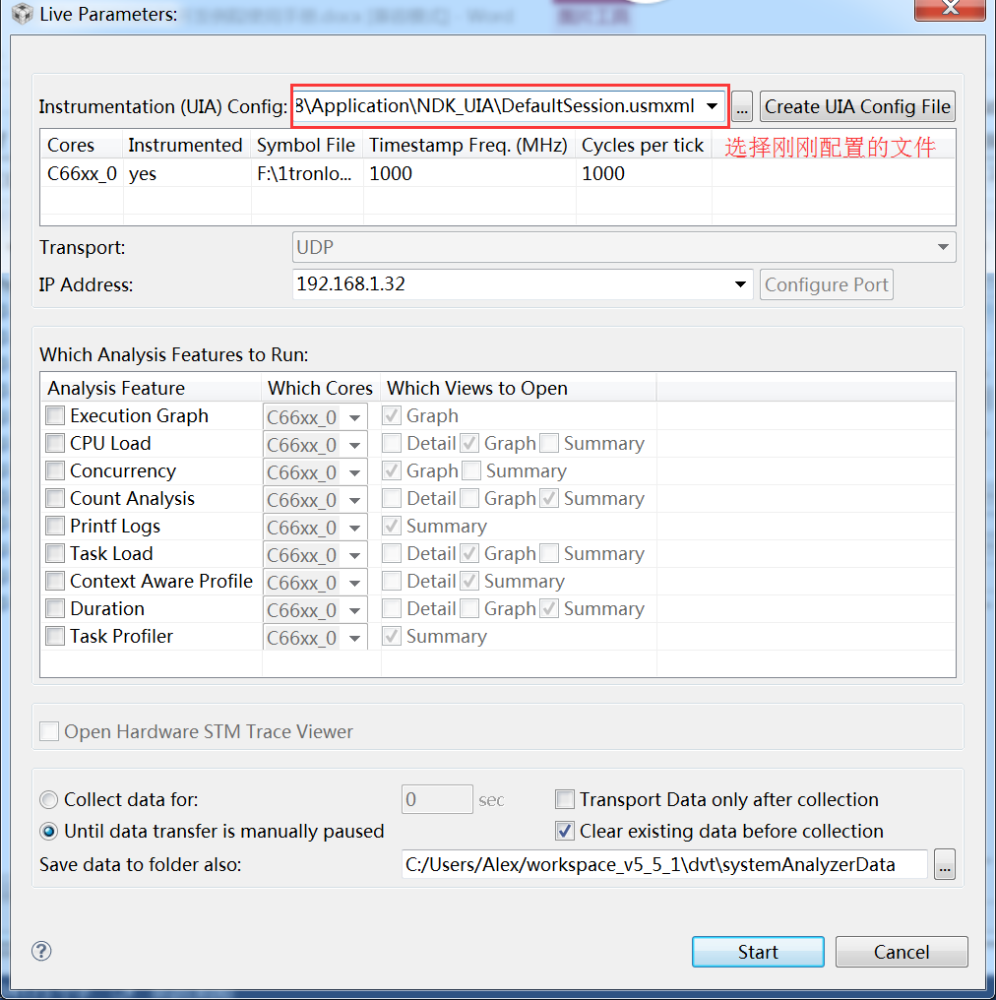 Live Parameters:
Instrumentation (UIA) Config: 8\Application\NDK_UIA\DefaultSession.usmxml ... Create UIA Config File
Cores Instrumented Symbol File Timestamp Freq. (MHz) Cycles per tick 选择刚刚配置的文件
C66xx_0 yes F:\1tronlo... 1000 1000
Transport: UDP
IP Address: 192.168.1.32 Configure Port
Which Analysis Features to Run:
Analysis Feature Which Cores Which Views to Open
Execution Graph C66xx_0 Graph
CPU Load C66xx_0 Detail Graph Summary
Concurrency C66xx_0 Graph Summary
Count Analysis C66xx_0 Detail Graph Summary
Printf Logs C66xx_0 Summary
Task Load C66xx_0 Detail Graph Summary
Context Aware Profile C66xx_0 Detail Summary
Duration C66xx_0 Detail Graph Summary
Task Profiler C66xx_0 Summary
Open Hardware STM Trace Viewer
Collect data for: 0 sec Transport Data only after collection
Until data transfer is manually paused Clear existing data before collection
Save data to folder also: C:/Users/Alex/workspace_v5_5_1\dvt\systemAnalyzerData ...
? Start Cancel